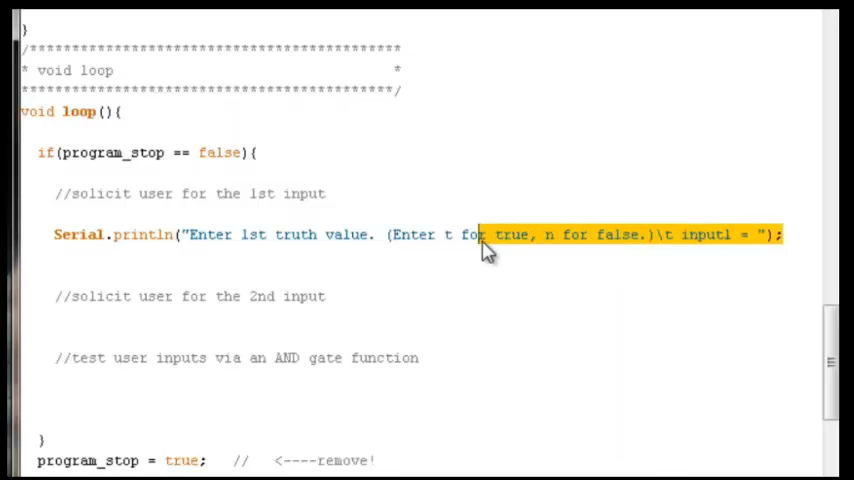 }
/********************************************
* void loop *
********************************************/
void loop(){
if(program_stop == false){
//solicit user for the 1st input
Serial.println("Enter 1st truth value. (Enter t for true, n for false.)\t input1 = ");
//solicit user for the 2nd input
//test user inputs via an AND gate function
}
program_stop = true; // <----remove!